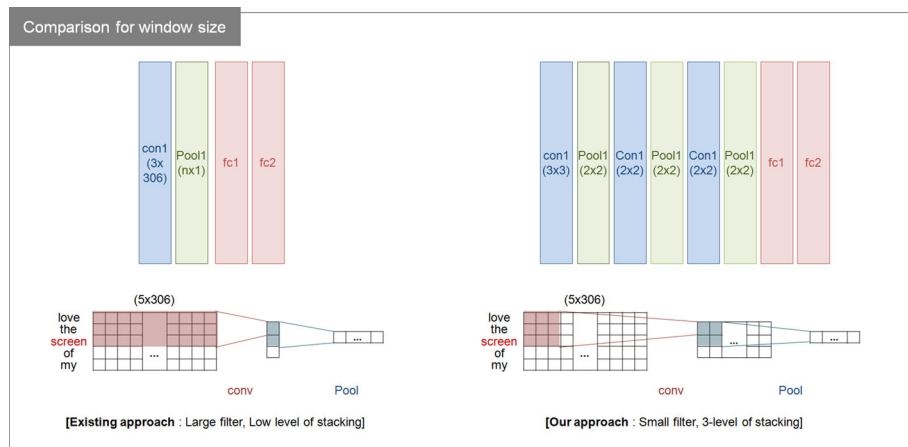 Comparison for window size
con1
(3x
306)
Pool1
(nx1)
fc1
fc2
con1
(3x3)
Pool1
(2x2)
Con1
(2x2)
Pool1
(2x2)
Con1
(2x2)
Pool1
(2x2)
fc1
fc2
(5x306)
love
the
screen
of
my
...
...
conv
Pool
[Existing approach : Large filter, Low level of stacking]
(5x306)
love
the
screen
of
my
...
...
...
conv
Pool
[Our approach : Small filter, 3-level of stacking]